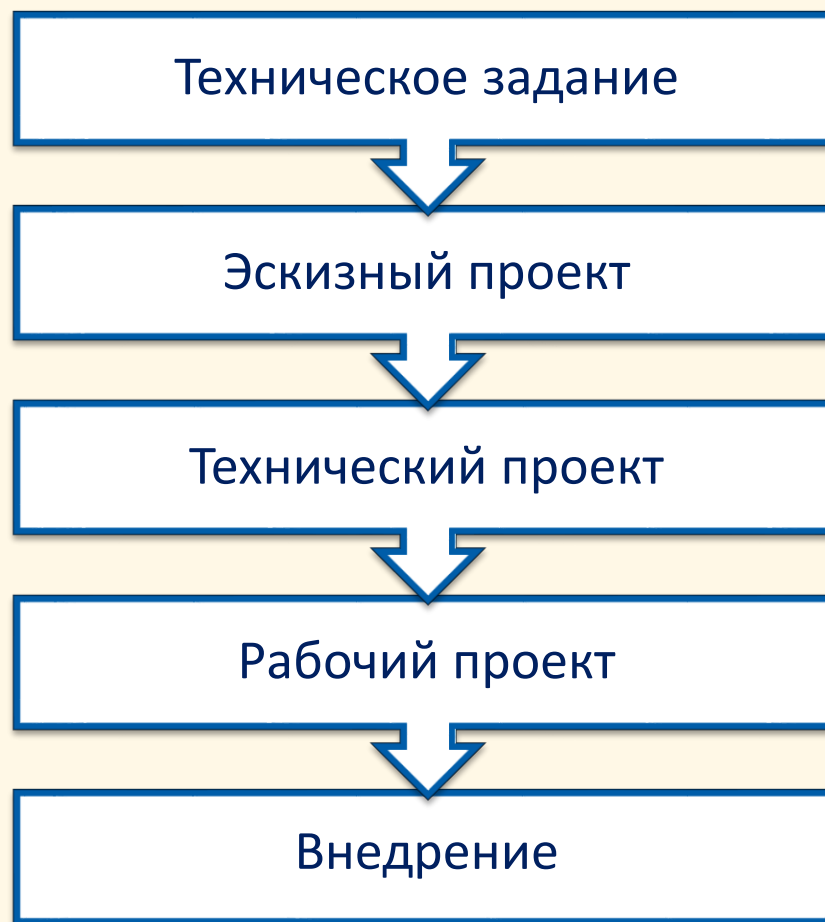 Техническое задание
Эскизный проект
Технический проект
Рабочий проект
Внедрение